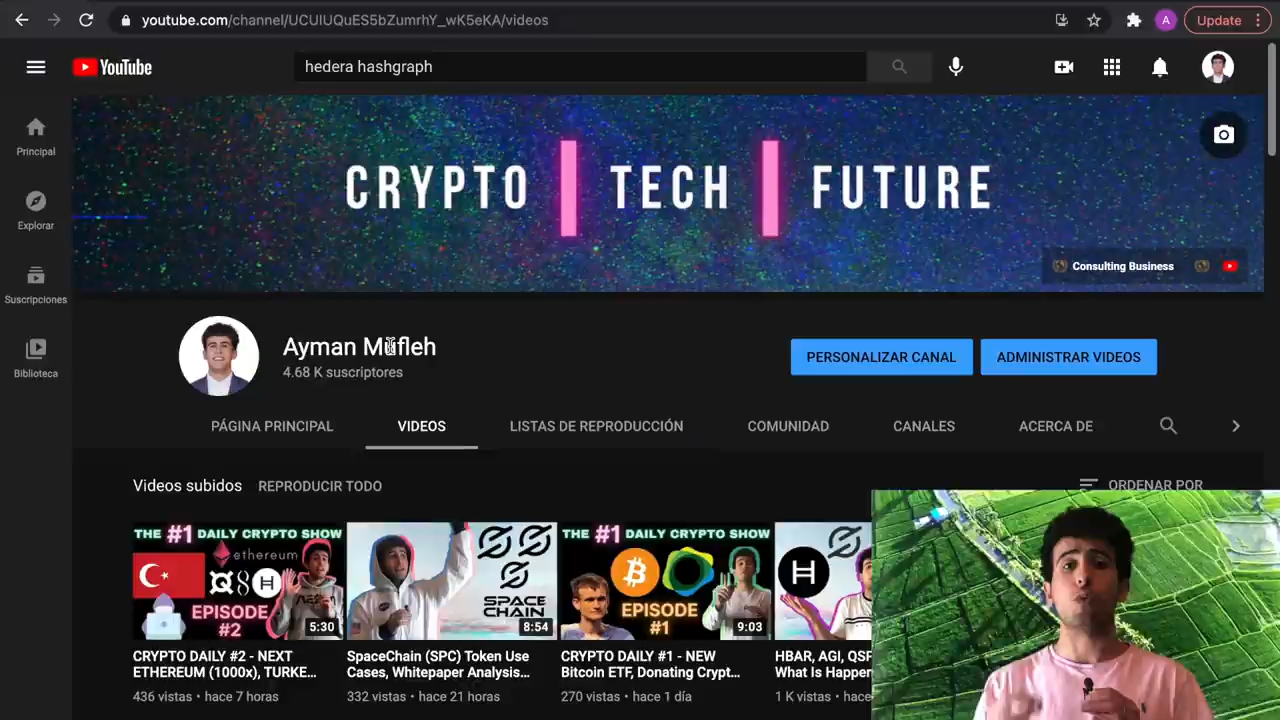 youtube.com/channel/UCUlUQuES5bZumrhY_wK5eKA/videos
A
Update
YouTube
hedera hashgraph
Principal
Explorar
Suscripciones
Biblioteca
CRYPTO | TECH | FUTURE
Consulting Business
Ayman Mufleh
4.68 K suscriptores
PERSONALIZAR CANAL
ADMINISTRAR VIDEOS
PÁGINA PRINCIPAL
VIDEOS
LISTAS DE REPRODUCCIÓN
COMUNIDAD
CANALES
ACERCA DE
Videos subidos
REPRODUCIR TODO
ORDENAR POR
THE #1 DAILY CRYPTO SHOW
ethereum
EPISODE
#2
5:30
SPACE
CHAIN
8:54
THE #1 DAILY CRYPTO SHOW
EPISODE
#1
9:03
CRYPTO DAILY #2 - NEXT
ETHEREUM (1000x), TURKE...
436 vistas • hace 7 horas
SpaceChain (SPC) Token Use
Cases, Whitepaper Analysis...
332 vistas • hace 21 horas
CRYPTO DAILY #1 - NEW
Bitcoin ETF, Donating Crypt...
270 vistas • hace 1 día
HBAR, AGI, QSP
What Is Happen
1 K vistas • hace